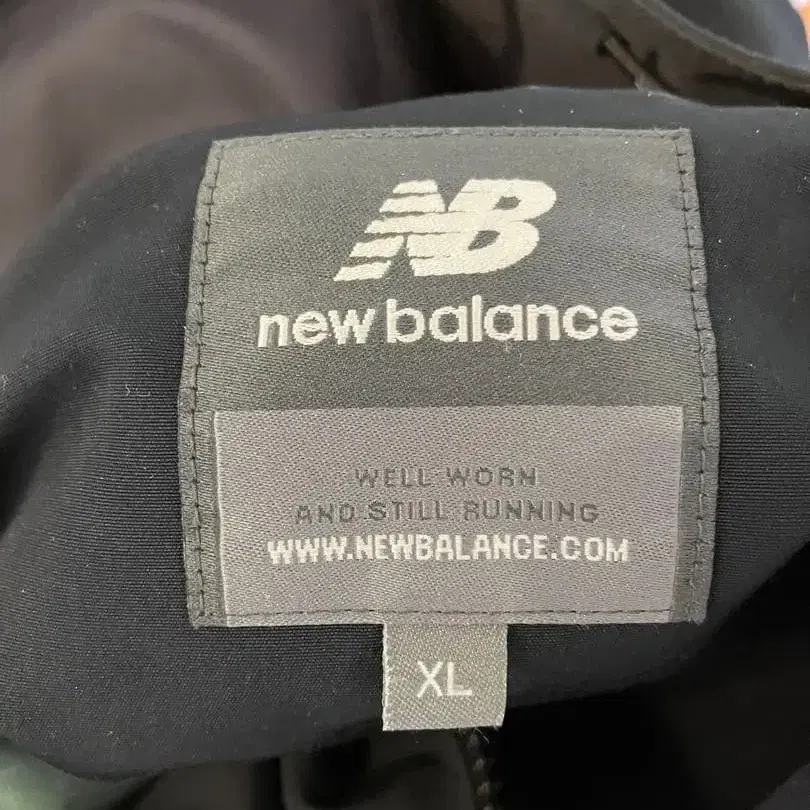 NB
new balance
WELL WORN
AND STILL RUNNING
WWW.NEWBALANCE.COM
XL